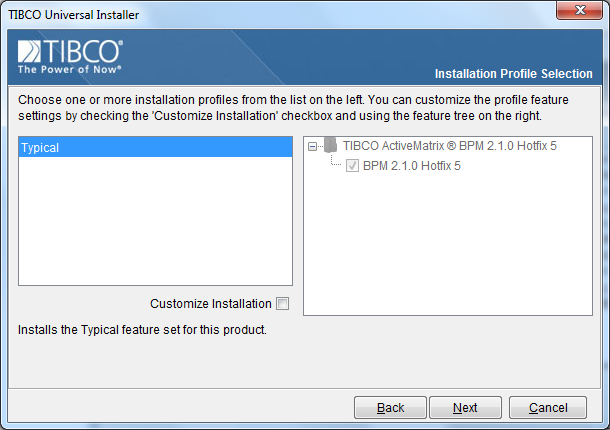 TIBCO Universal Installer
TIBCO®
The Power of Now®
Installation Profile Selection
Choose one or more installation profiles from the list on the left. You can customize the profile feature
settings by checking the 'Customize Installation' checkbox and using the feature tree on the right.
Typical
TIBCO ActiveMatrix ® BPM 2.1.0 Hotfix 5
BPM 2.1.0 Hotfix 5
Customize Installation
Installs the Typical feature set for this product.
Back Next Cancel